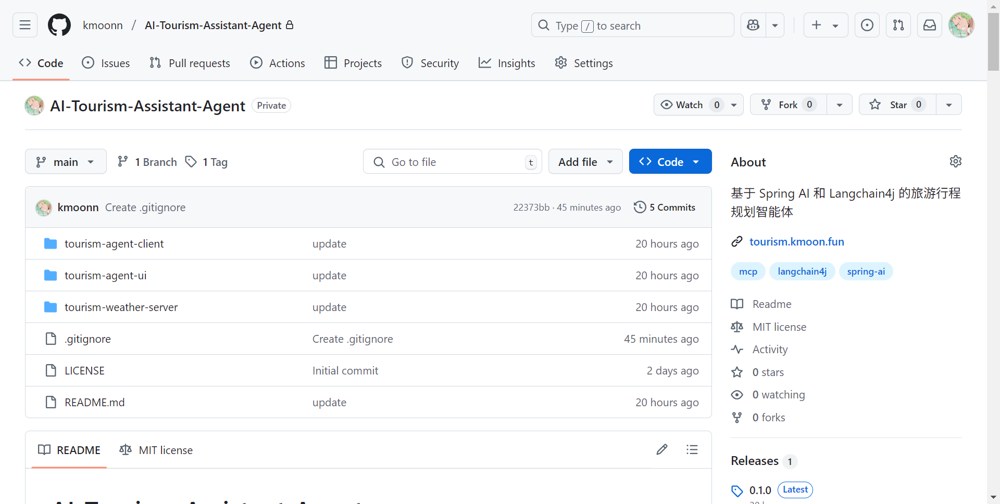 kmoonn / AI-Tourism-Assistant-Agent
Type / to search
Code
Issues
Pull requests
Actions
Projects
Security
Insights
Settings
AI-Tourism-Assistant-Agent Private
Watch 0
Fork 0
Star 0
main
1 Branch
1 Tag
Go to file t
Add file
Code
kmoonn Create .gitignore 22373bb · 45 minutes ago 5 Commits
tourism-agent-client update 20 hours ago
tourism-agent-ui update 20 hours ago
tourism-weather-server update 20 hours ago
.gitignore Create .gitignore 45 minutes ago
LICENSE Initial commit 2 days ago
README.md update 20 hours ago
README
MIT license
AI-Tourism-Assistant-Agent
About
基于 Spring AI 和 Langchain4j 的旅游行程
规划智能体
tourism.kmoon.fun
mcp langchain4j spring-ai
Readme
MIT license
Activity
0 stars
0 watching
0 forks
Releases 1
0.1.0 Latest